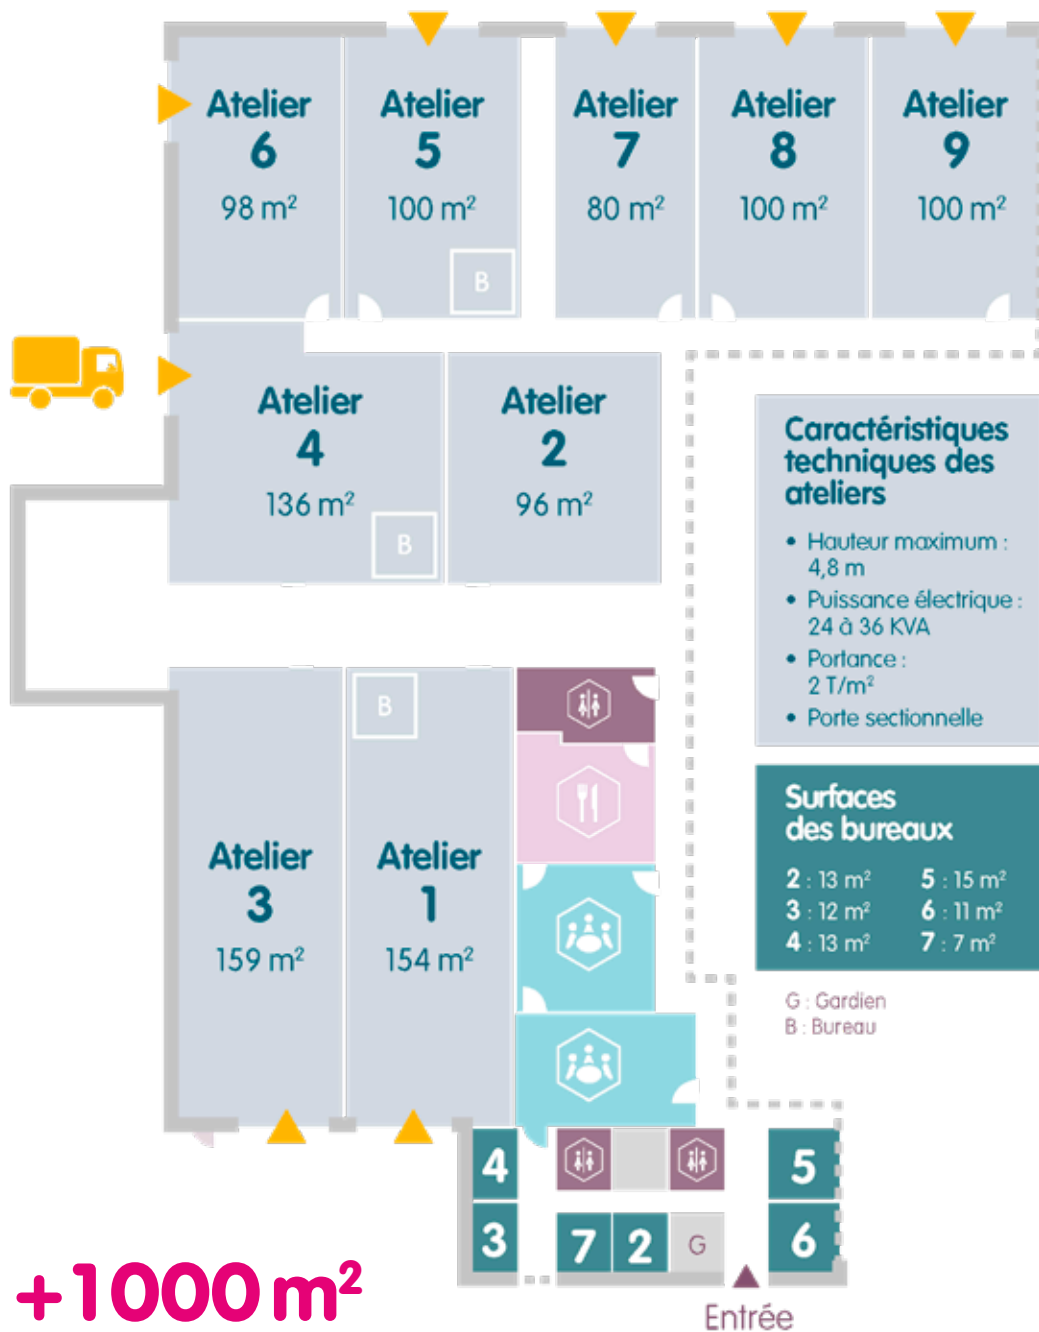 Atelier
6
98 m²
Atelier
5
100 m²
B
Atelier
7
80 m²
Atelier
8
100 m²
Atelier
9
100 m²
Atelier
4
136 m²
B
Atelier
2
96 m²
Caractéristiques
techniques des
ateliers
• Hauteur maximum :
4,8 m
• Puissance électrique :
24 à 36 KVA
• Portance :
2 T/m²
• Porte sectionnelle
B
Atelier
3
159 m²
Atelier
1
154 m²
Surfaces
des bureaux
2 : 13 m² 5 : 15 m²
3 : 12 m² 6 : 11 m²
4 : 13 m² 7 : 7 m²
G : Gardien
B : Bureau
4
5
3
7
2
G
6
Entrée
+1000 m²